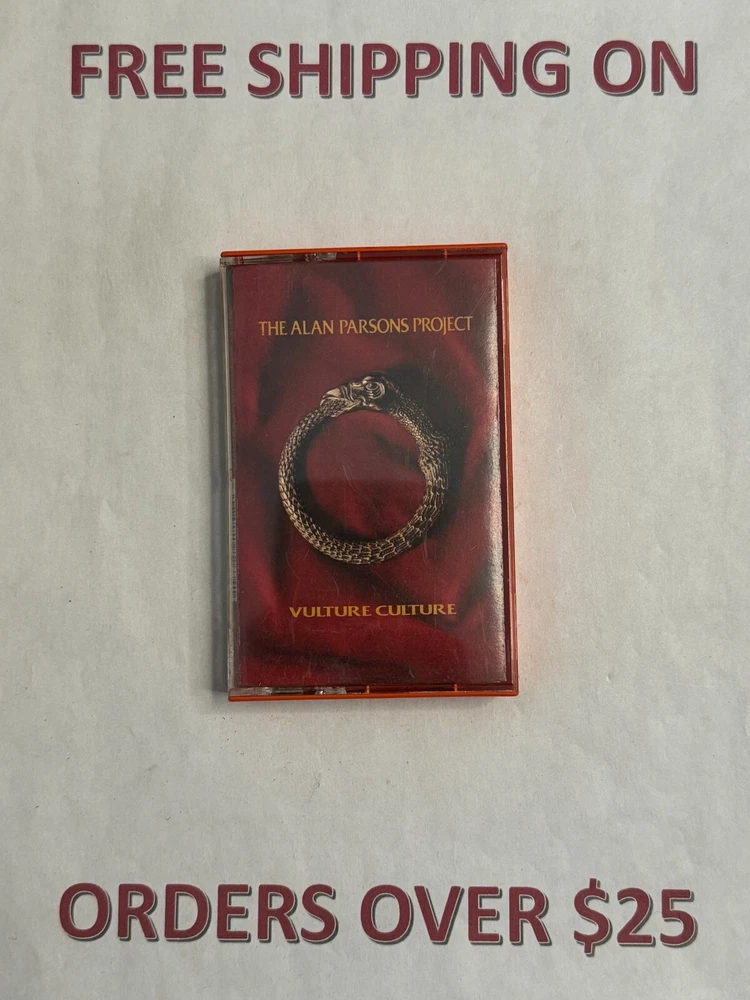 FREE SHIPPING ON
THE ALAN PARSONS PROJECT
VULTURE CULTURE
ORDERS OVER $25